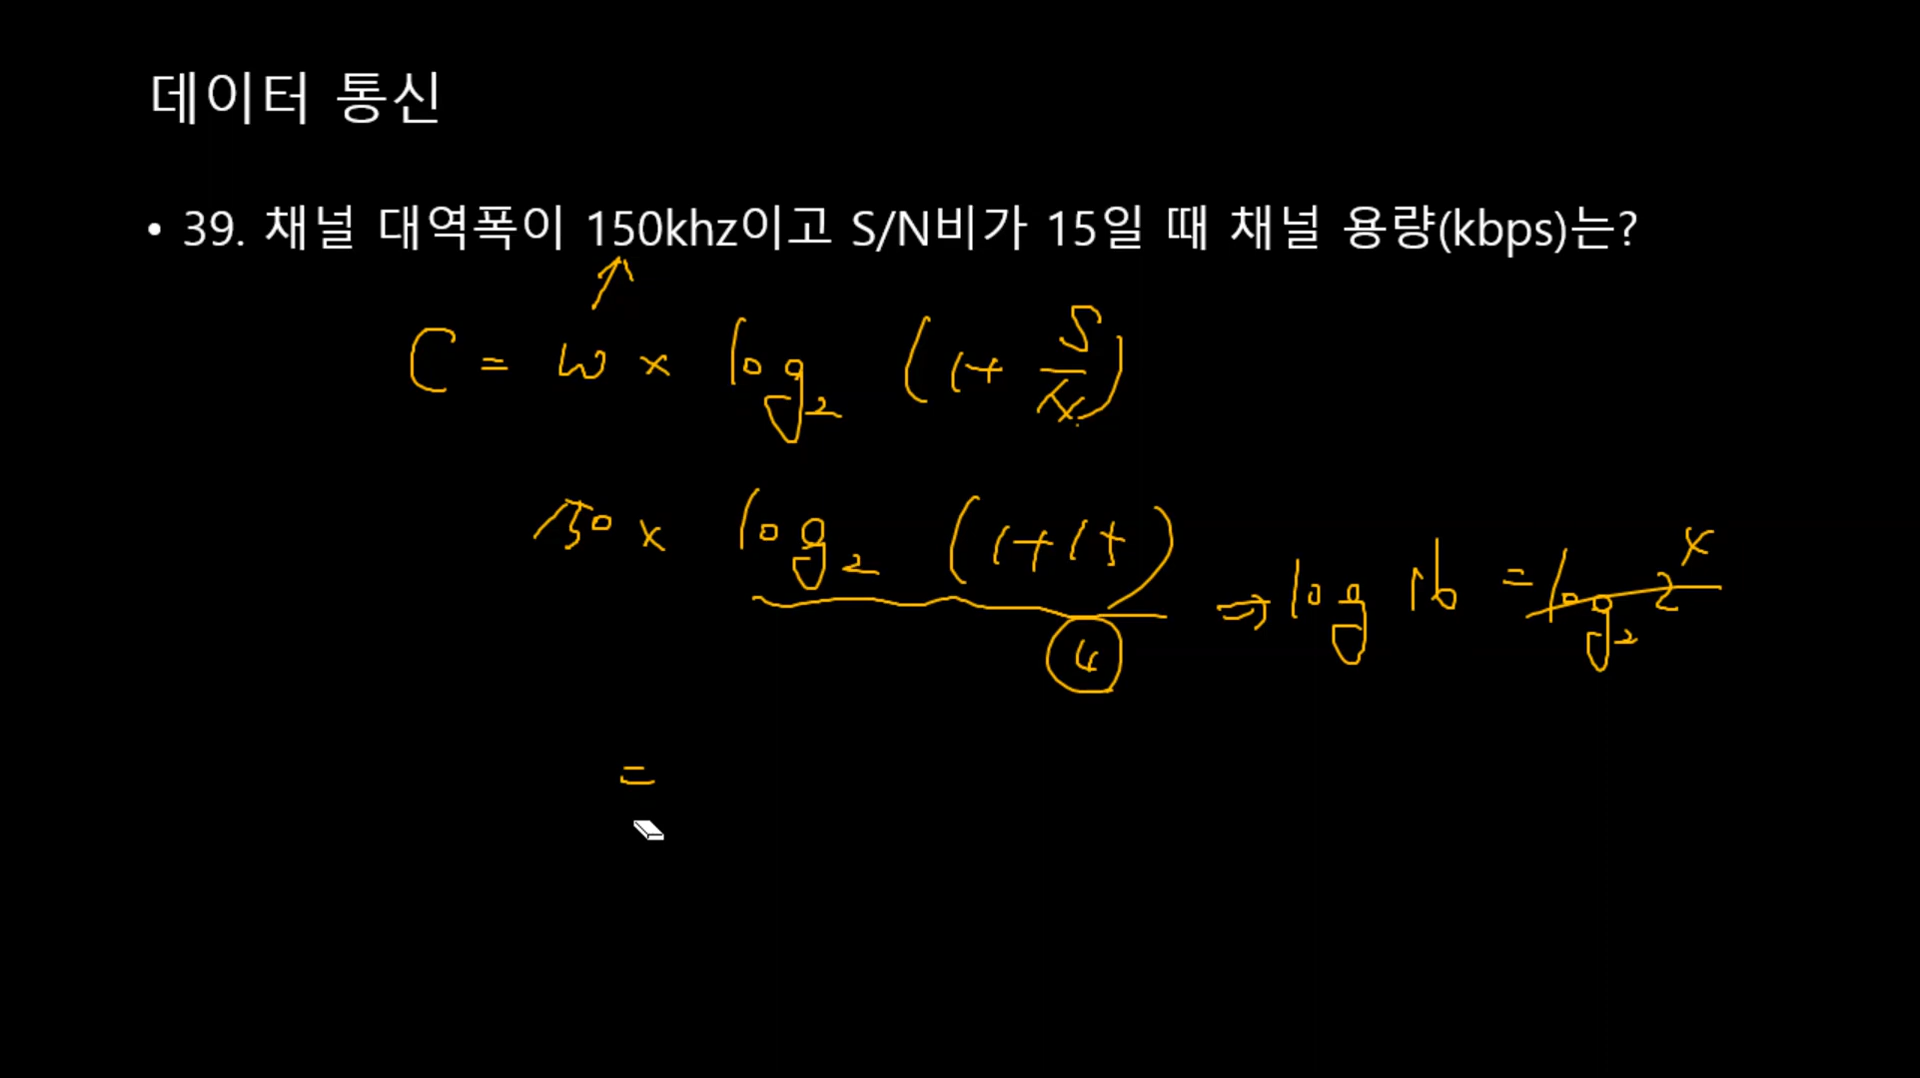 데이터 통신
• 39. 채널 대역폭이 150khz이고 S/N비가 15일 때 채널 용량(kbps)는?
C = w × log₂ (1+ S/N)
150 × log₂ (1+15) ⇒ log 16 = log₂ 2^x
4
=